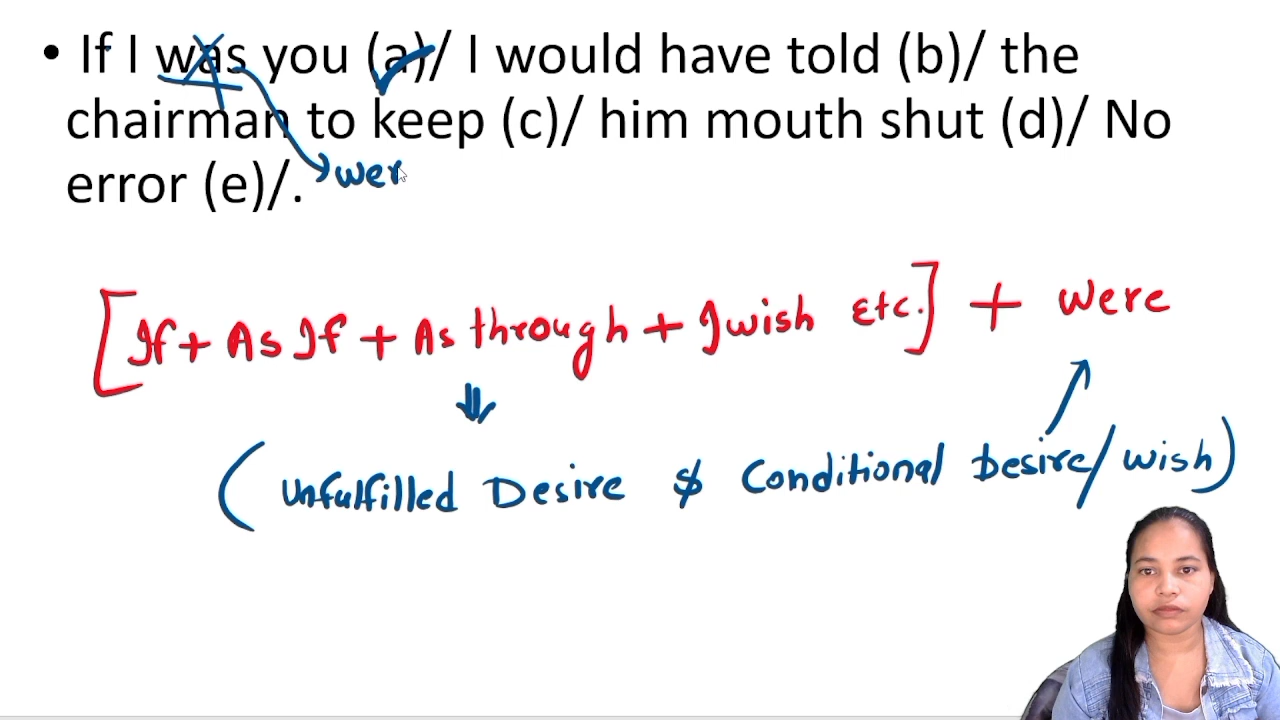 • If I was you (a)/ I would have told (b)/ the
chairman to keep (c)/ him mouth shut (d)/ No
error (e)/.
wer
[If + As If + As through + I wish Etc.] + were
(unfulfilled Desire & Conditional Desire/wish)